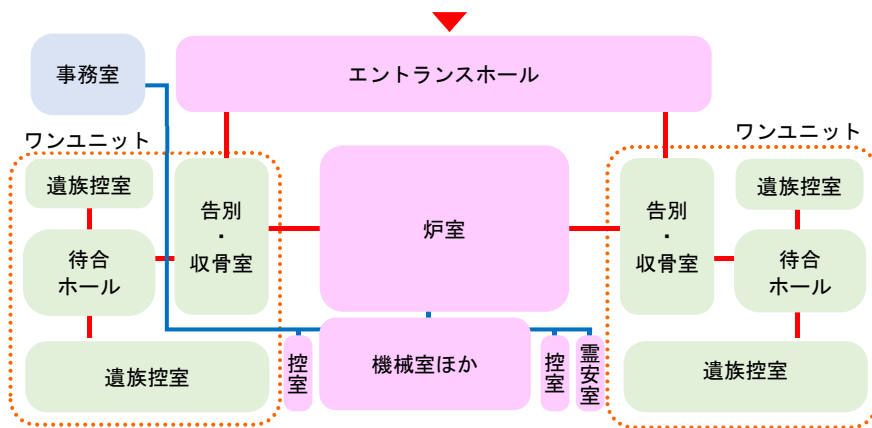 エントランスホール
事務室
ワンユニット
遺族控室
告別
・
収骨室
待合
ホール
遺族控室
炉室
機械室ほか
控室
控室
霊安室
ワンユニット
告別
・
収骨室
遺族控室
待合
ホール
遺族控室